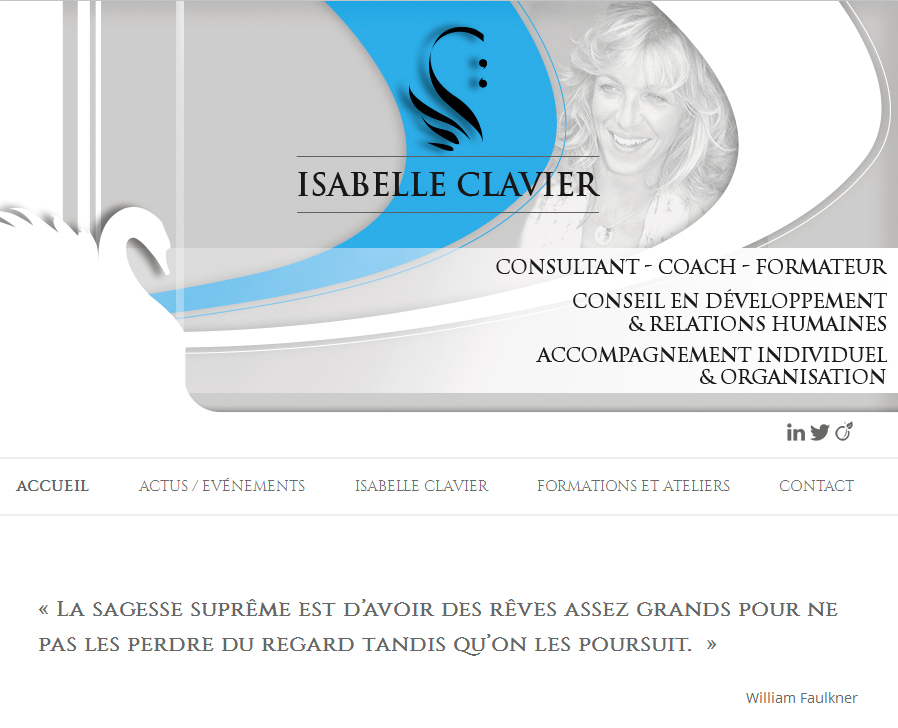 ISABELLE CLAVIER
CONSULTANT - COACH - FORMATEUR
CONSEIL EN DÉVELOPPEMENT
& RELATIONS HUMAINES
ACCOMPAGNEMENT INDIVIDUEL
& ORGANISATION
ACCUEIL ACTUS / EVÉNEMENTS ISABELLE CLAVIER FORMATIONS ET ATELIERS CONTACT
« La sagesse suprême est d’avoir des rêves assez grands pour ne
pas les perdre du regard tandis qu’on les poursuit. »
William Faulkner